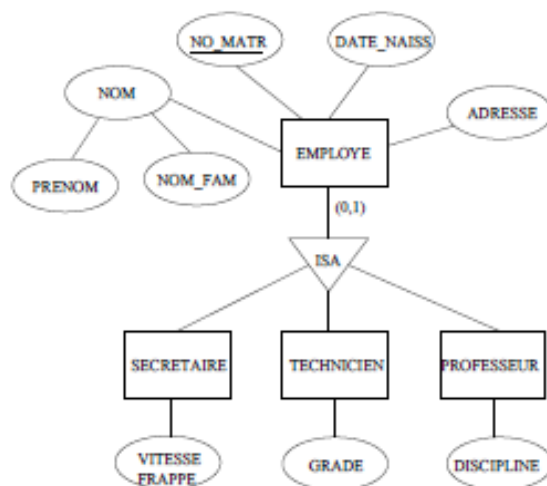 NO_MATR
DATE_NAISS
NOM
ADRESSE
EMPLOYE
PRENOM
NOM_FAM
(0,1)
ISA
SECRETAIRE
TECHNICIEN
PROFESSEUR
VITESSE
FRAPPE
GRADE
DISCIPLINE